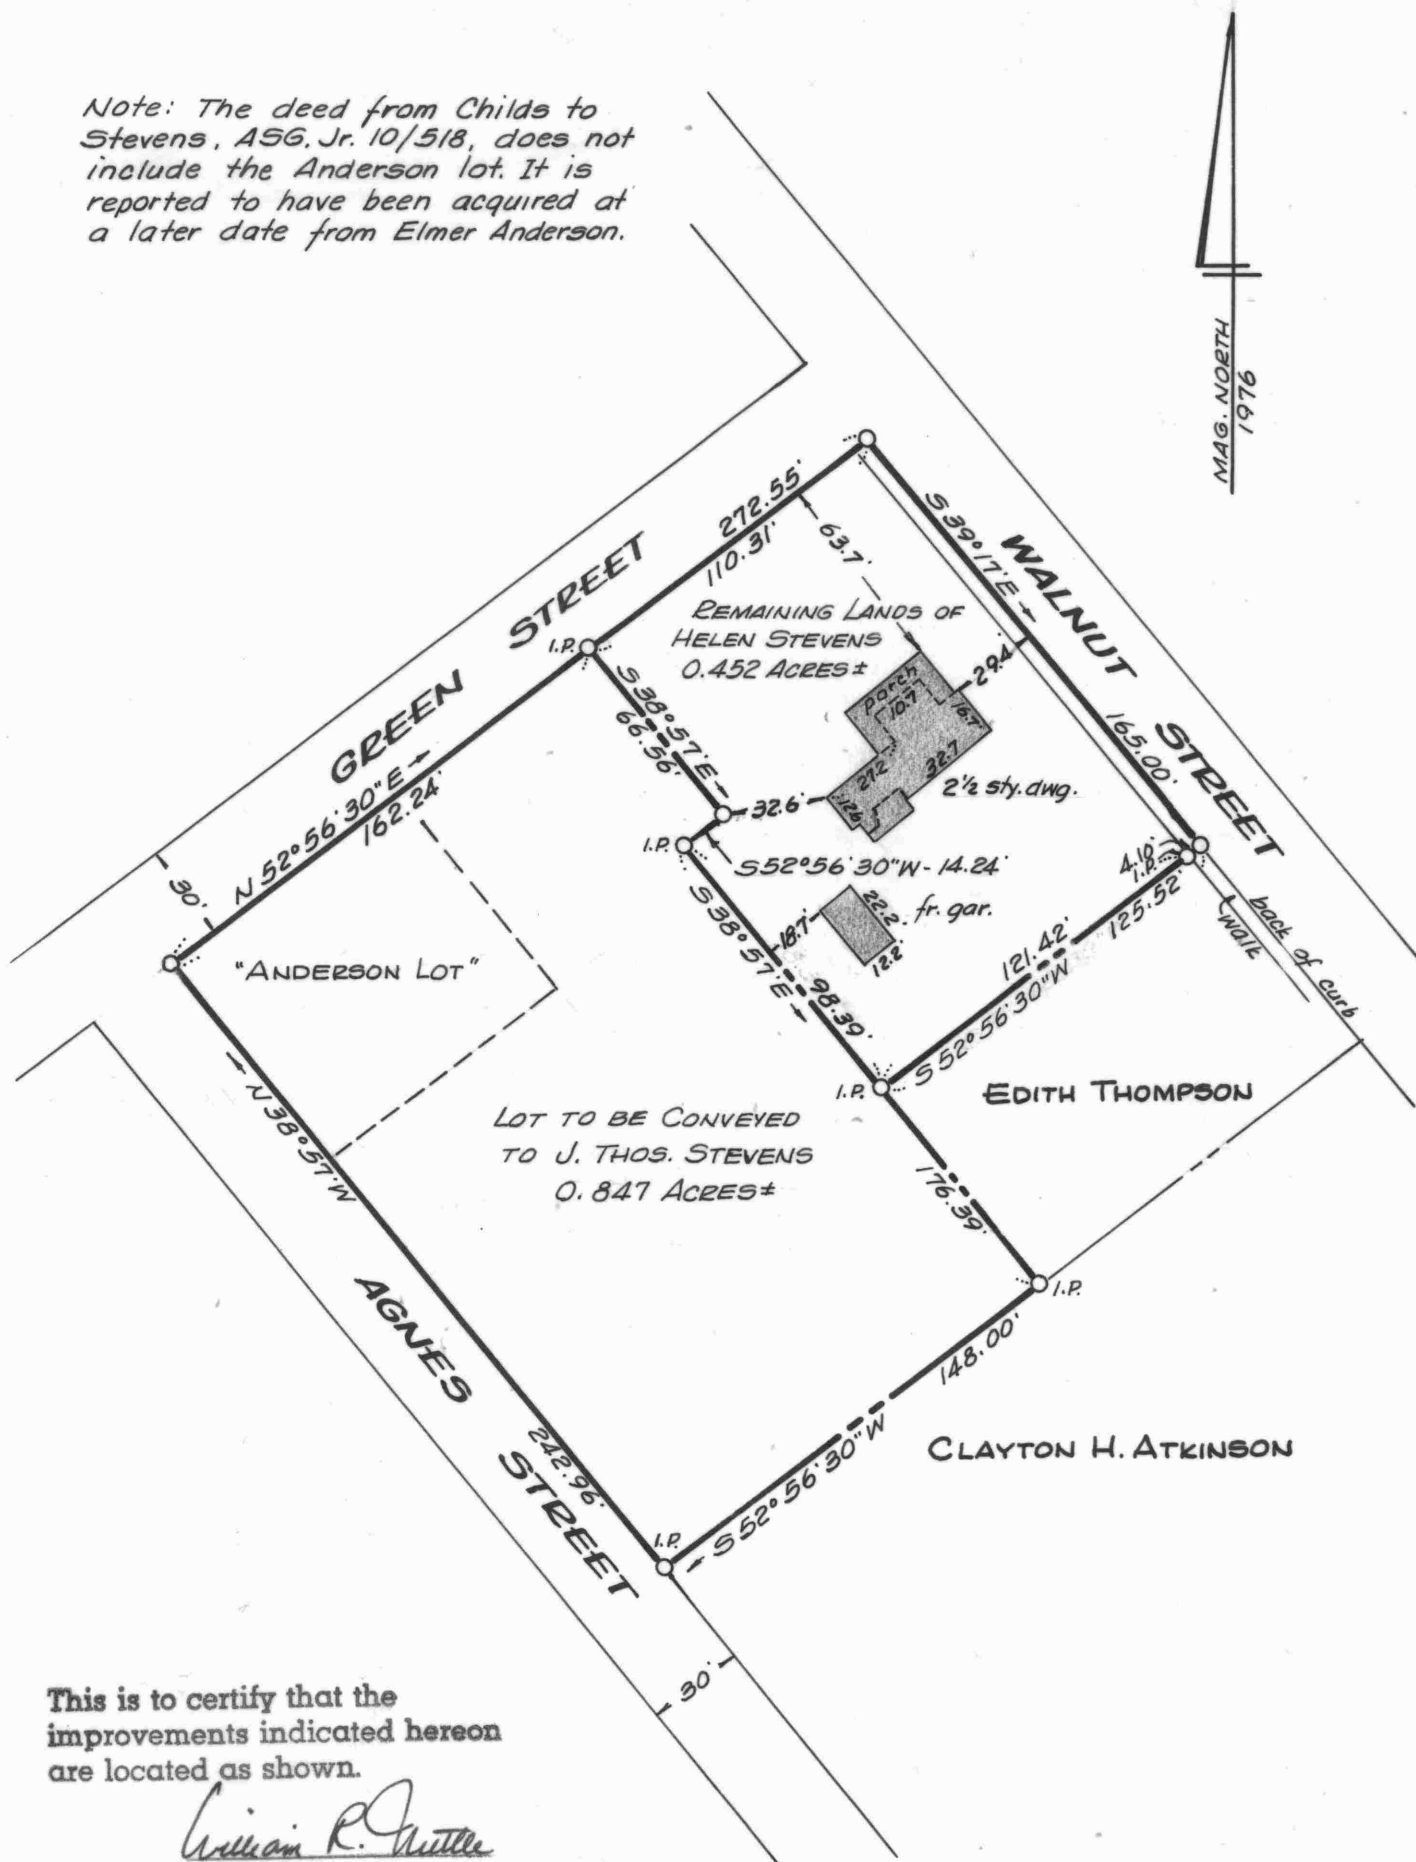 Note: The deed from Childs to
Stevens, ASG. Jr. 10/518, does not
include the Anderson lot. It is
reported to have been acquired at
a later date from Elmer Anderson.
MAG. NORTH
1976
GREEN STREET
WALNUT STREET
AGNES STREET
272.55'
110.31'
N 52° 56' 30" E
162.24'
30'
63.7'
S 39° 17' E
165.00'
REMAINING LANDS OF
HELEN STEVENS
0.452 ACRES ±
29.4'
porch
10.7
16.7'
27.2
32.7
12.6
2½ sty. dwg.
I.P.
S 38° 57' E
66.56'
32.6'
I.P.
S 52° 56' 30" W - 14.24'
S 38° 57' E
98.39'
18.7'
22.2
12.2'
fr. gar.
4.10'
I.P.
125.52'
121.42'
S 52° 56' 30" W
walk
back of curb
"ANDERSON LOT"
N 38° 57' W
242.96'
LOT TO BE CONVEYED
TO J. THOS. STEVENS
0.847 ACRES ±
I.P.
EDITH THOMPSON
176.39'
I.P.
148.00'
S 52° 56' 30" W
I.P.
CLAYTON H. ATKINSON
30'
This is to certify that the
improvements indicated hereon
are located as shown.
William R. Nuttle